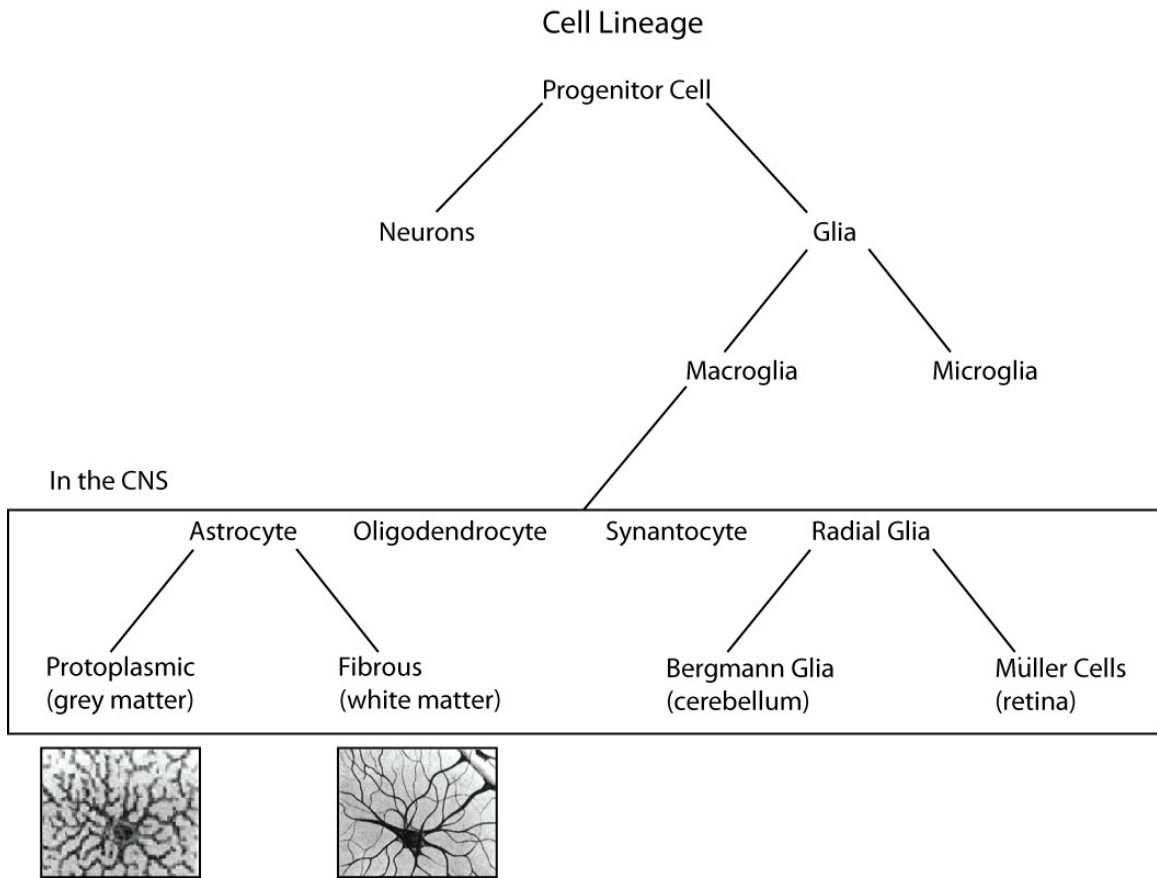 Cell Lineage
Progenitor Cell
Neurons
Glia
Macroglia
Microglia
In the CNS
Astrocyte
Oligodendrocyte
Synantocyte
Radial Glia
Protoplasmic
(grey matter)
Fibrous
(white matter)
Bergmann Glia
(cerebellum)
Müller Cells
(retina)